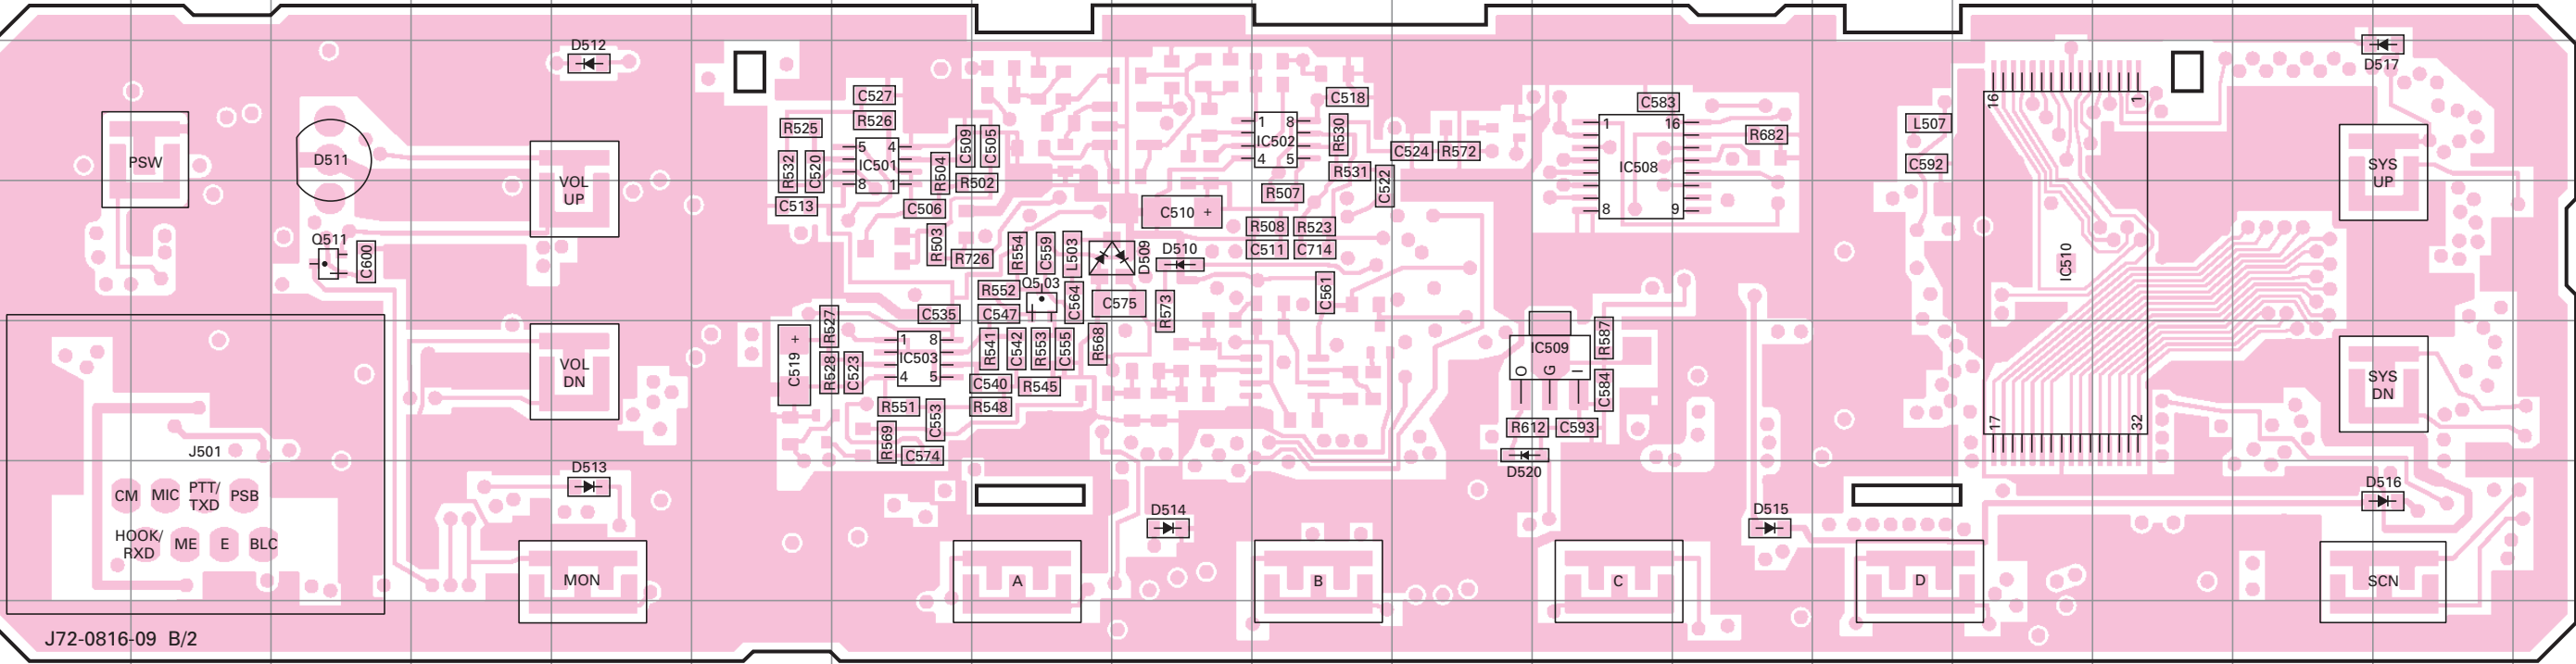 D512
D517
C527
C518
C583
16
1
R525
R526
1
8
R530
1
16
L507
R682
PSW
D511
C509
C505
IC502
C524
R572
5
4
IC501
4
5
R532
C520
R504
R531
IC508
C592
SYS
UP
VOL
UP
8
1
R502
R507
C522
C513
C506
C510 +
8
9
R508
R523
Q511
C600
R503
R726
R554
C559
L503
D509
D510
C511
C714
IC510
R552
Q503
C564
C575
R573
C561
C535
C547
R527
+
C519
R528
C523
1
8
IC503
4
5
R541
C542
R553
C555
R568
IC509
R587
O
G
I
C584
VOL
DN
C540
R545
SYS
DN
R551
C553
R548
R569
C574
R612
C593
17
32
D520
J501
D513
CM
MIC
PTT/
TXD
PSB
D516
D514
D515
HOOK/
RXD
ME
E
BLC
MON
A
B
C
D
SCN
J72-0816-09 B/2